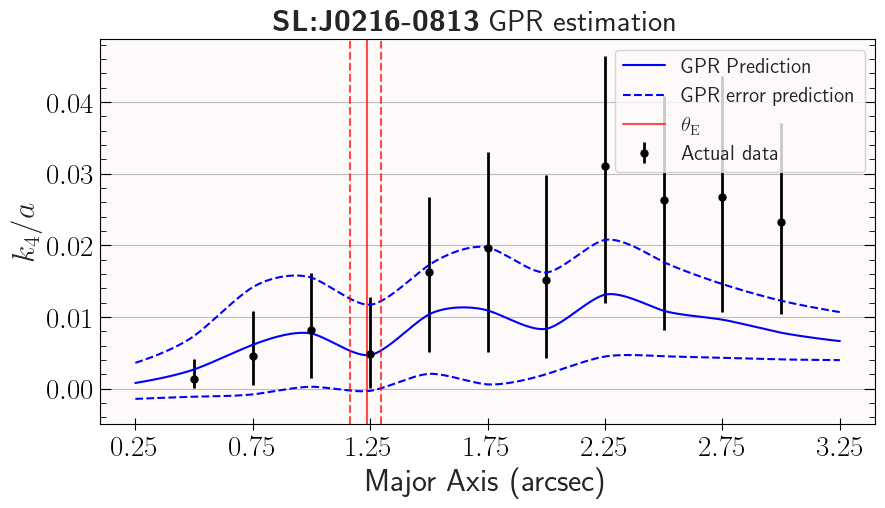 SL:J0216-0813 GPR estimation
GPR Prediction
GPR error prediction
θ_E
Actual data
k_4/a
0.04
0.03
0.02
0.01
0.00
0.25 0.75 1.25 1.75 2.25 2.75 3.25
Major Axis (arcsec)